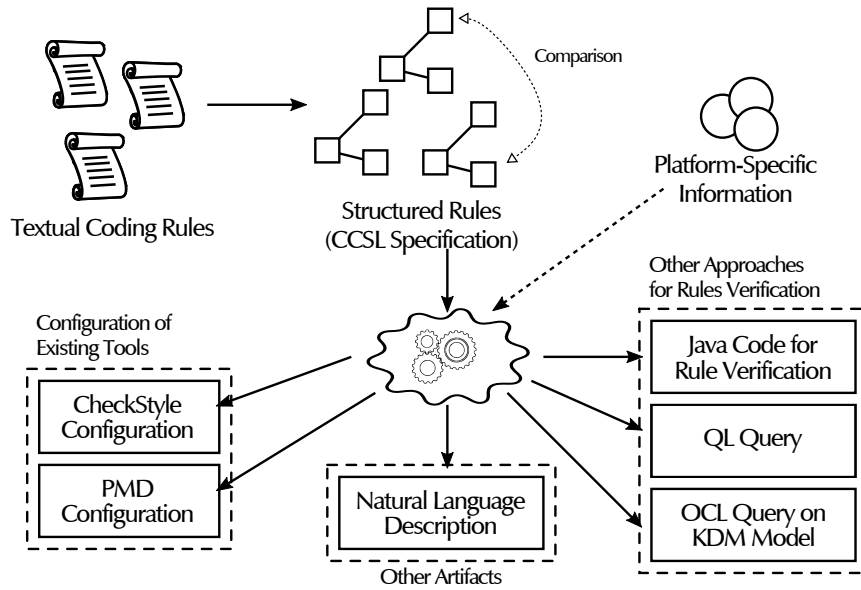 Comparison
Textual Coding Rules
Structured Rules
(CCSL Specification)
Platform-Specific
Information
Configuration of
Existing Tools
CheckStyle
Configuration
PMD
Configuration
Natural Language
Description
Other Artifacts
Other Approaches
for Rules Verification
Java Code for
Rule Verification
QL Query
OCL Query on
KDM Model